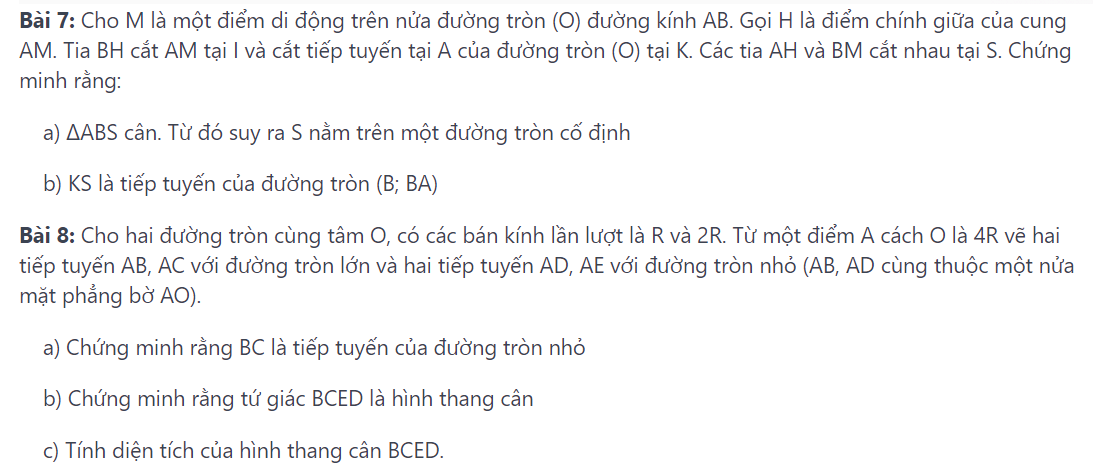 Bài 7: Cho M là một điểm di động trên nửa đường tròn (O) đường kính AB. Gọi H là điểm chính giữa của cung
AM. Tia BH cắt AM tại I và cắt tiếp tuyến tại A của đường tròn (O) tại K. Các tia AH và BM cắt nhau tại S. Chứng
minh rằng:
a) ΔABS cân. Từ đó suy ra S nằm trên một đường tròn cố định
b) KS là tiếp tuyến của đường tròn (B; BA)
Bài 8: Cho hai đường tròn cùng tâm O, có các bán kính lần lượt là R và 2R. Từ một điểm A cách O là 4R vẽ hai
tiếp tuyến AB, AC với đường tròn lớn và hai tiếp tuyến AD, AE với đường tròn nhỏ (AB, AD cùng thuộc một nửa
mặt phẳng bờ AO).
a) Chứng minh rằng BC là tiếp tuyến của đường tròn nhỏ
b) Chứng minh rằng tứ giác BCED là hình thang cân
c) Tính diện tích của hình thang cân BCED.